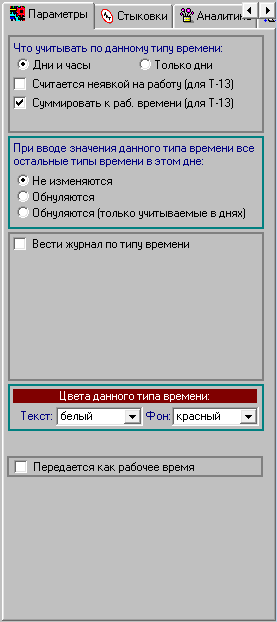 Параметры Стыковки Аналитика
Что учитывать по данному типу времени:
Дни и часы Только дни
Считается неявкой на работу (для Т-13)
Суммировать к раб. времени (для Т-13)
При вводе значения данного типа времени все
остальные типы времени в этом дне:
Не изменяются
Обнуляются
Обнуляются (только учитываемые в днях)
Вести журнал по типу времени
Цвета данного типа времени:
Текст: белый Фон: красный
Передается как рабочее время